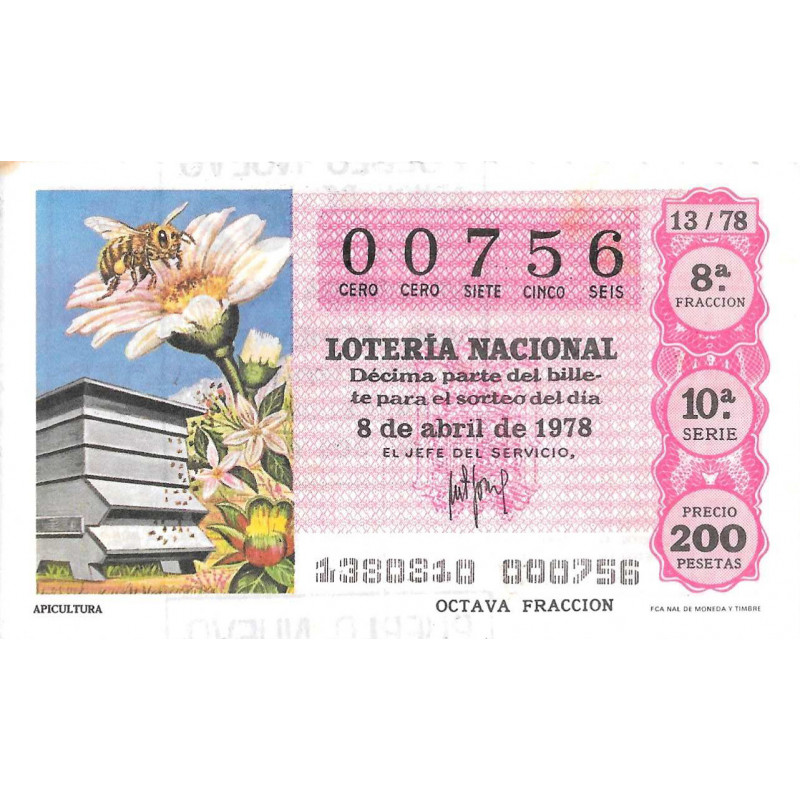 00756
CERO CERO SIETE CINCO SEIS
LOTERÍA NACIONAL
Décima parte del bille-
te para el sorteo del día
8 de abril de 1978
EL JEFE DEL SERVICIO,
1380810 000756
OCTAVA FRACCION
APICULTURA
13 / 78
8ª.
FRACCION
10ª.
SERIE
PRECIO
200
PESETAS
FCA NAL DE MONEDA Y TIMBRE
PUEBLO NUEVO